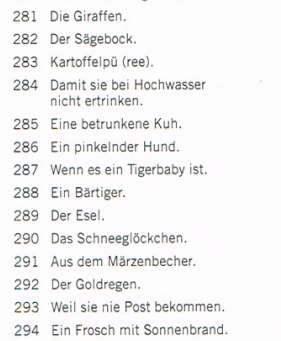 281 Die Giraffen.
282 Der Sägebock.
283 Kartoffelpü (ree).
284 Damit sie bei Hochwasser
nicht ertrinken.
285 Eine betrunkene Kuh.
286 Ein pinkelnder Hund.
287 Wenn es ein Tigerbaby ist.
288 Ein Bärtiger.
289 Der Esel.
290 Das Schneeglöckchen.
291 Aus dem Märzenbecher.
292 Der Goldregen.
293 Weil sie nie Post bekommen.
294 Ein Frosch mit Sonnenbrand.